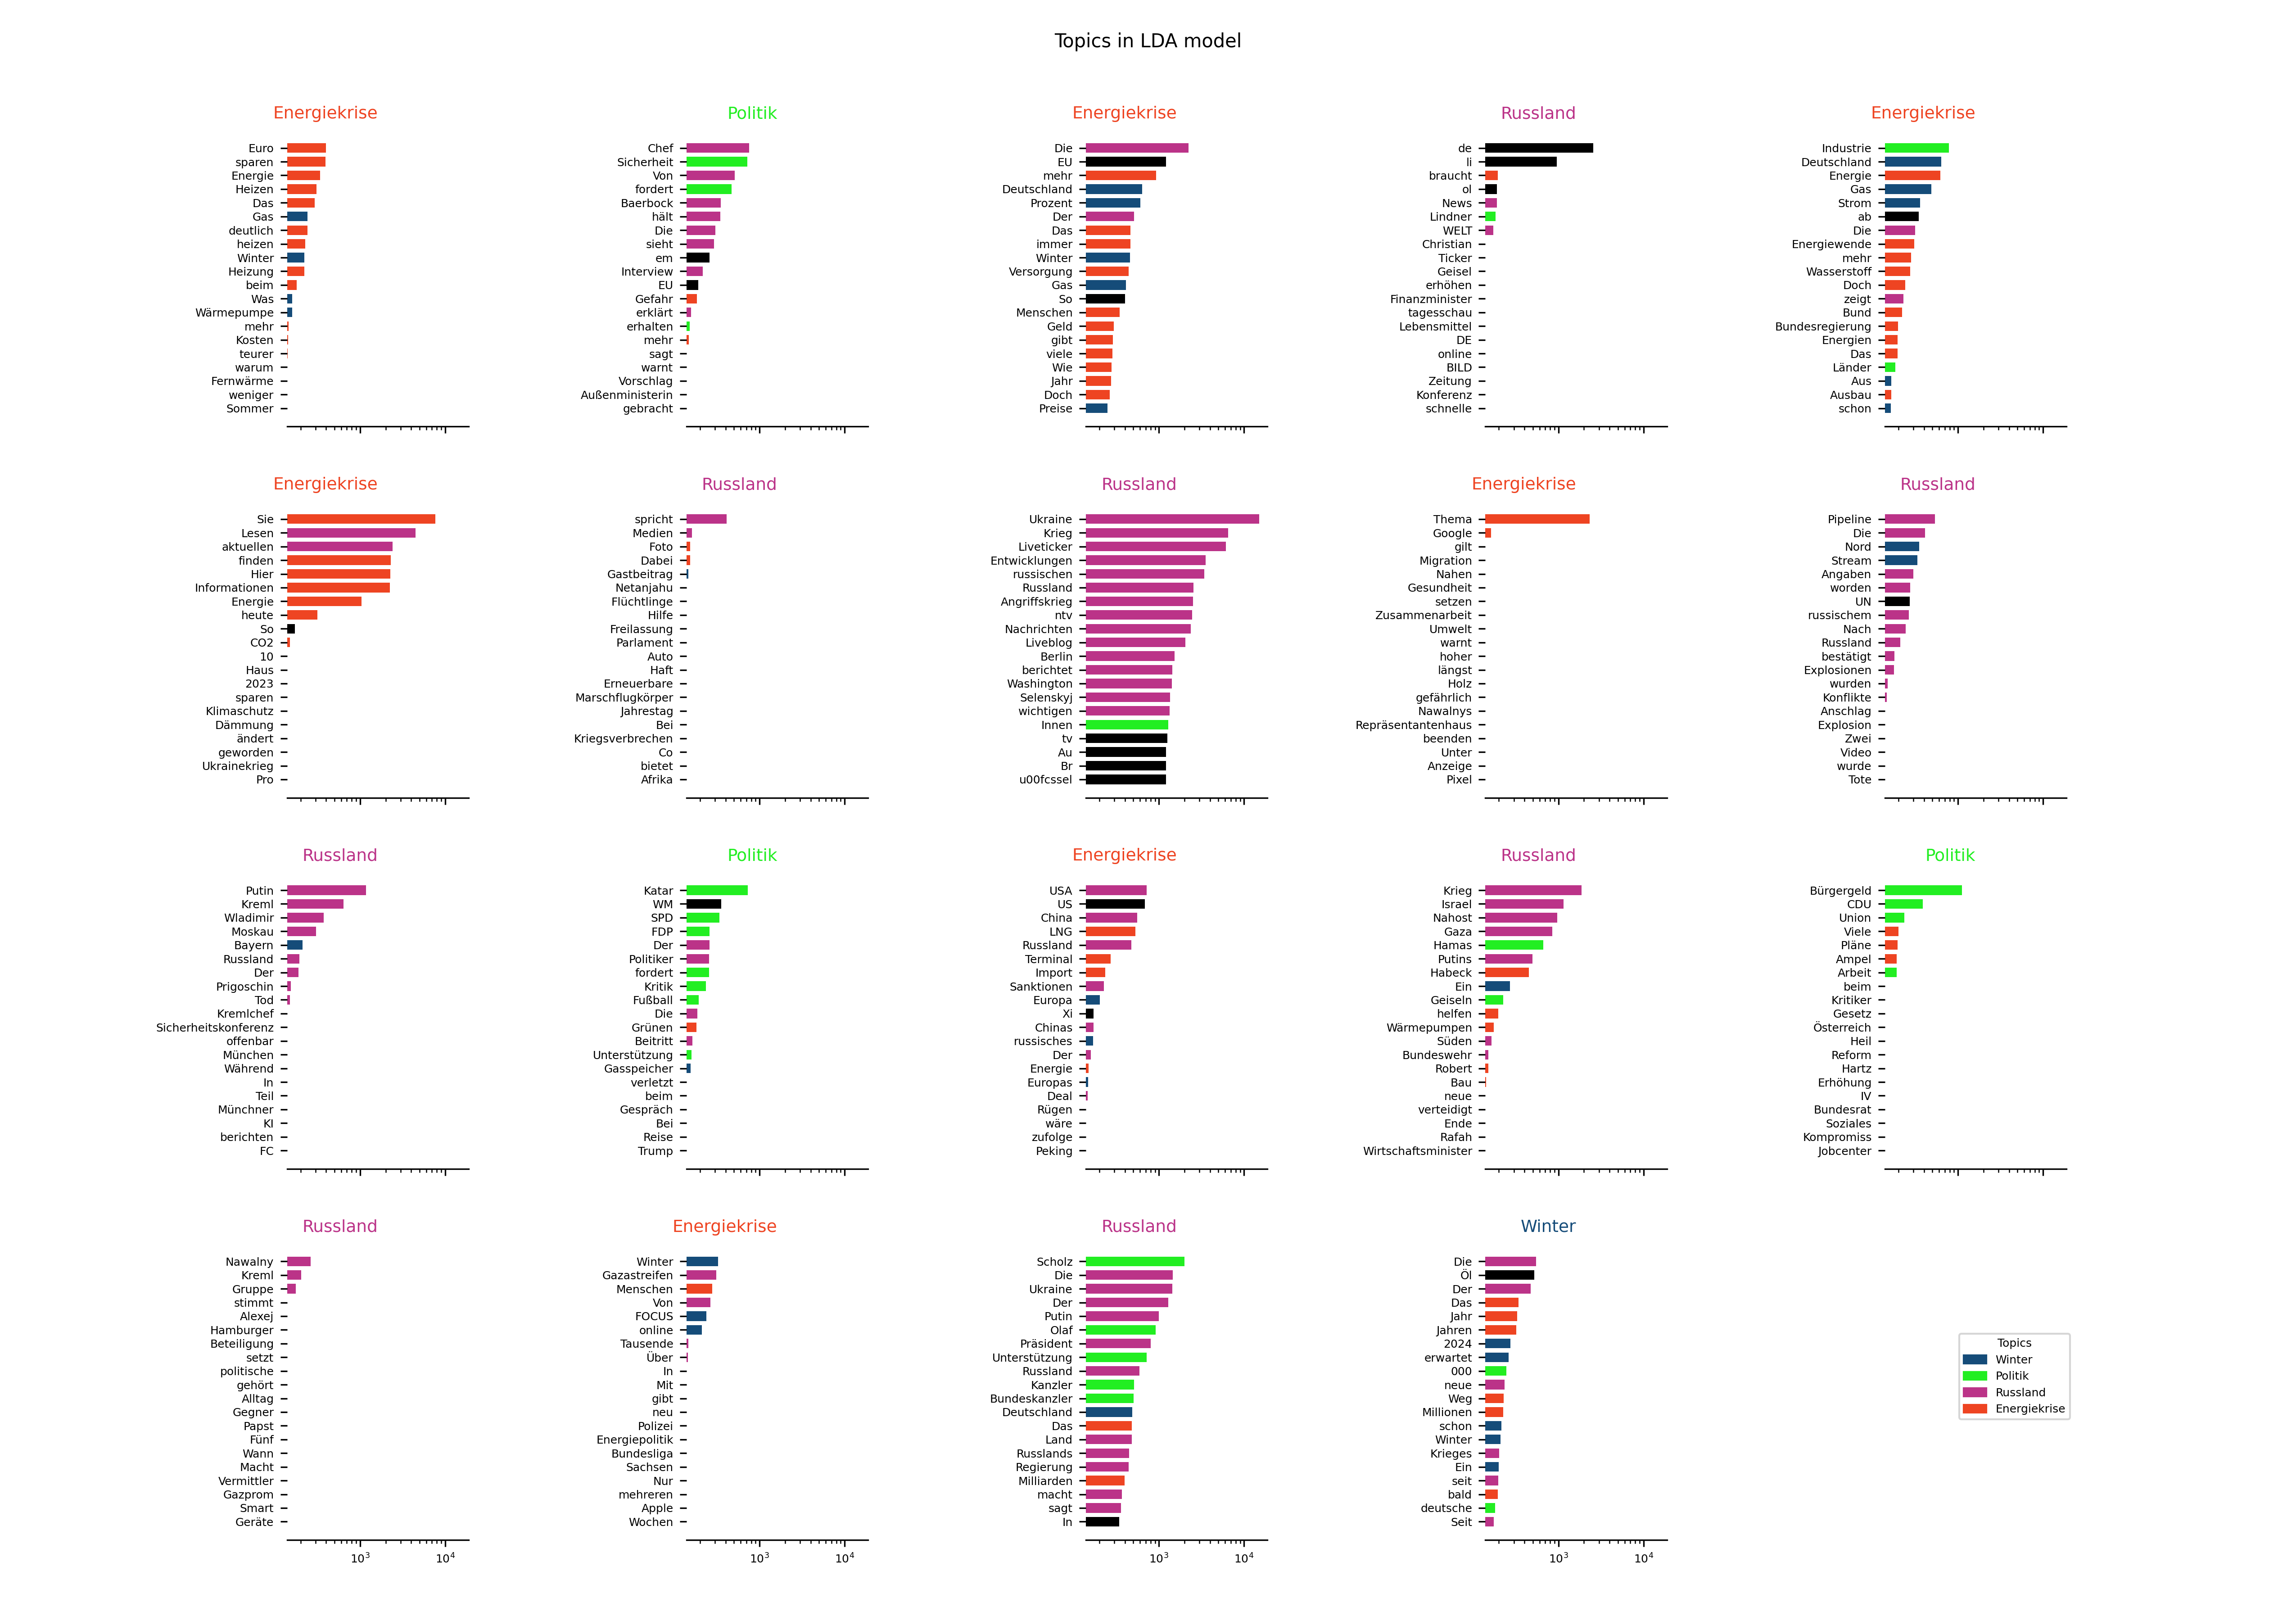 Topics in LDA model
Energiekrise
Euro
sparen
Energie
Heizen
Das
Gas
deutlich
heizen
Winter
Heizung
beim
Was
Wärmepumpe
mehr
Kosten
teurer
warum
Fernwärme
weniger
Sommer
Politik
Chef
Sicherheit
Von
fordert
Baerbock
hält
Die
sieht
em
Interview
EU
Gefahr
erklärt
erhalten
mehr
sagt
warnt
Vorschlag
Außenministerin
gebracht
Energiekrise
Die
EU
mehr
Deutschland
Prozent
Der
Das
immer
Winter
Versorgung
Gas
So
Menschen
Geld
gibt
viele
Wie
Jahr
Doch
Preise
Russland
de
li
braucht
ol
News
Lindner
WELT
Christian
Ticker
Geisel
erhöhen
Finanzminister
tagesschau
Lebensmittel
DE
online
BILD
Zeitung
Konferenz
schnelle
Energiekrise
Industrie
Deutschland
Energie
Gas
Strom
ab
Die
Energiewende
mehr
Wasserstoff
Doch
zeigt
Bund
Bundesregierung
Energien
Das
Länder
Aus
Ausbau
schon
Energiekrise
Sie
Lesen
aktuellen
finden
Hier
Informationen
Energie
heute
So
CO2
10
Haus
2023
sparen
Klimaschutz
Dämmung
ändert
geworden
Ukrainekrieg
Pro
Russland
spricht
Medien
Foto
Dabei
Gastbeitrag
Netanjahu
Flüchtlinge
Hilfe
Freilassung
Parlament
Auto
Haft
Erneuerbare
Marschflugkörper
Jahrestag
Bei
Kriegsverbrechen
Co
bietet
Afrika
Russland
Ukraine
Krieg
Liveticker
Entwicklungen
russischen
Russland
Angriffskrieg
ntv
Nachrichten
Liveblog
Berlin
berichtet
Washington
Selenskyj
wichtigen
Innen
tv
Au
Br
u00fcssel
Energiekrise
Thema
Google
gilt
Migration
Nahen
Gesundheit
setzen
Zusammenarbeit
Umwelt
warnt
hoher
längst
Holz
gefährlich
Nawalnys
Repräsentantenhaus
beenden
Unter
Anzeige
Pixel
Russland
Pipeline
Die
Nord
Stream
Angaben
worden
UN
russischem
Nach
Russland
bestätigt
Explosionen
wurden
Konflikte
Anschlag
Explosion
Zwei
Video
wurde
Tote
Russland
Putin
Kreml
Wladimir
Moskau
Bayern
Russland
Der
Prigoschin
Tod
Kremlchef
Sicherheitskonferenz
offenbar
München
Während
In
Teil
Münchner
KI
berichten
FC
Politik
Katar
WM
SPD
FDP
Der
Politiker
fordert
Kritik
Fußball
Die
Grünen
Beitritt
Unterstützung
Gasspeicher
verletzt
beim
Gespräch
Bei
Reise
Trump
Energiekrise
USA
US
China
LNG
Russland
Terminal
Import
Sanktionen
Europa
Xi
Chinas
russisches
Der
Energie
Europas
Deal
Rügen
wäre
zufolge
Peking
Russland
Krieg
Israel
Nahost
Gaza
Hamas
Putins
Habeck
Ein
Geiseln
helfen
Wärmepumpen
Süden
Bundeswehr
Robert
Bau
neue
verteidigt
Ende
Rafah
Wirtschaftsminister
Politik
Bürgergeld
CDU
Union
Viele
Pläne
Ampel
Arbeit
beim
Kritiker
Gesetz
Österreich
Heil
Reform
Hartz
Erhöhung
IV
Bundesrat
Soziales
Kompromiss
Jobcenter
Russland
Nawalny
Kreml
Gruppe
stimmt
Alexej
Hamburger
Beteiligung
setzt
politische
gehört
Alltag
Gegner
Papst
Fünf
Wann
Macht
Vermittler
Gazprom
Smart
Geräte
10³ 10⁴
Energiekrise
Winter
Gazastreifen
Menschen
Von
FOCUS
online
Tausende
Über
In
Mit
gibt
neu
Polizei
Energiepolitik
Bundesliga
Sachsen
Nur
mehreren
Apple
Wochen
10³ 10⁴
Russland
Scholz
Die
Ukraine
Der
Putin
Olaf
Präsident
Unterstützung
Russland
Kanzler
Bundeskanzler
Deutschland
Das
Land
Russlands
Regierung
Milliarden
macht
sagt
In
10³ 10⁴
Winter
Die
Öl
Der
Das
Jahr
Jahren
2024
erwartet
000
neue
Weg
Millionen
schon
Winter
Krieges
Ein
seit
bald
deutsche
Seit
10³ 10⁴
Topics
Winter
Politik
Russland
Energiekrise